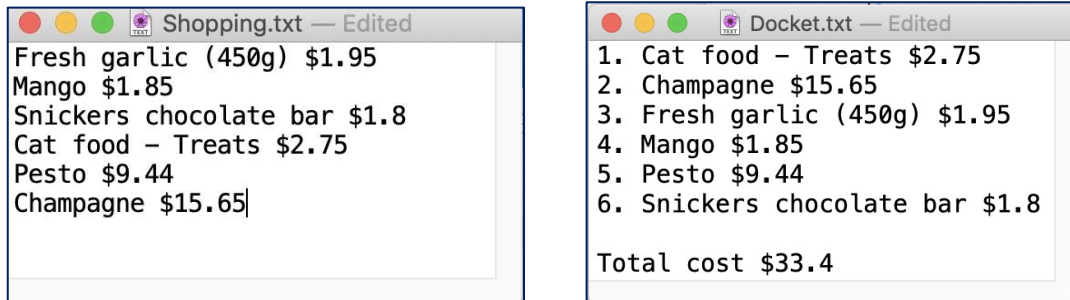 Shopping.txt — Edited
Fresh garlic (450g) $1.95
Mango $1.85
Snickers chocolate bar $1.8
Cat food – Treats $2.75
Pesto $9.44
Champagne $15.65
Docket.txt — Edited
1. Cat food – Treats $2.75
2. Champagne $15.65
3. Fresh garlic (450g) $1.95
4. Mango $1.85
5. Pesto $9.44
6. Snickers chocolate bar $1.8
Total cost $33.4